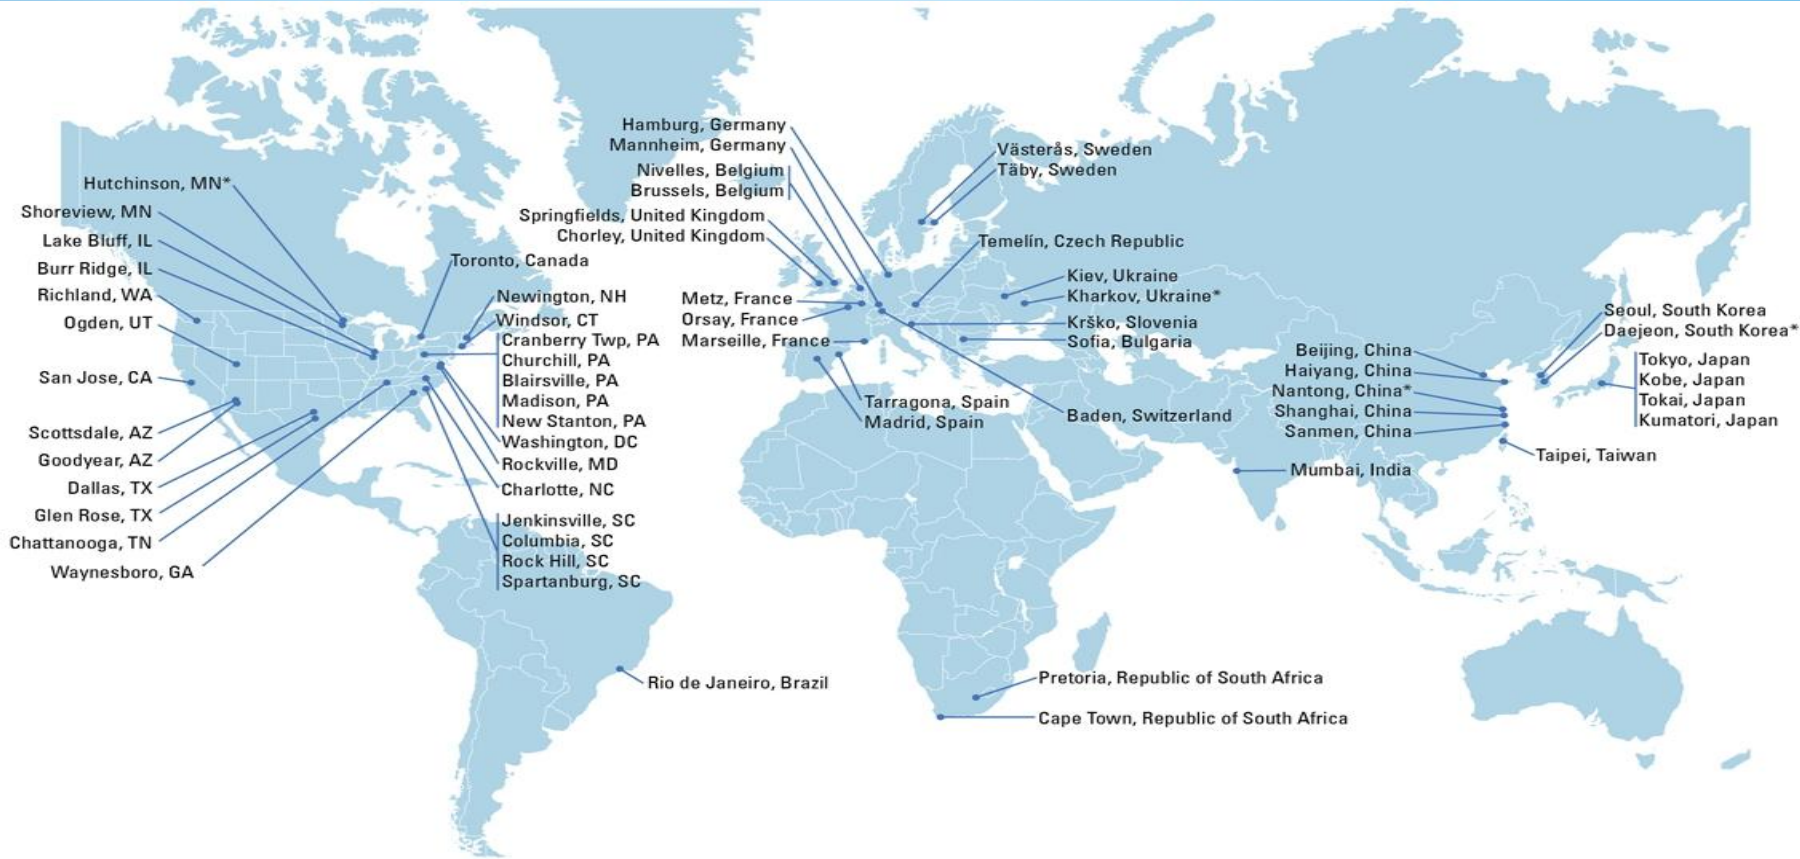 Hutchinson, MN*
Shoreview, MN
Lake Bluff, IL
Burr Ridge, IL
Richland, WA
Ogden, UT
San Jose, CA
Scottsdale, AZ
Goodyear, AZ
Dallas, TX
Glen Rose, TX
Chattanooga, TN
Waynesboro, GA
Toronto, Canada
Newington, NH
Windsor, CT
Cranberry Twp, PA
Churchill, PA
Blairsville, PA
Madison, PA
New Stanton, PA
Washington, DC
Rockville, MD
Charlotte, NC
Jenkinsville, SC
Columbia, SC
Rock Hill, SC
Spartanburg, SC
Rio de Janeiro, Brazil
Hamburg, Germany
Mannheim, Germany
Nivelles, Belgium
Brussels, Belgium
Springfields, United Kingdom
Chorley, United Kingdom
Metz, France
Orsay, France
Marseille, France
Västerås, Sweden
Täby, Sweden
Temelín, Czech Republic
Kiev, Ukraine
Kharkov, Ukraine*
Krško, Slovenia
Sofia, Bulgaria
Tarragona, Spain
Madrid, Spain
Baden, Switzerland
Pretoria, Republic of South Africa
Cape Town, Republic of South Africa
Beijing, China
Haiyang, China
Nantong, China*
Shanghai, China
Sanmen, China
Mumbai, India
Seoul, South Korea
Daejeon, South Korea*
Tokyo, Japan
Kobe, Japan
Tokai, Japan
Kumatori, Japan
Taipei, Taiwan